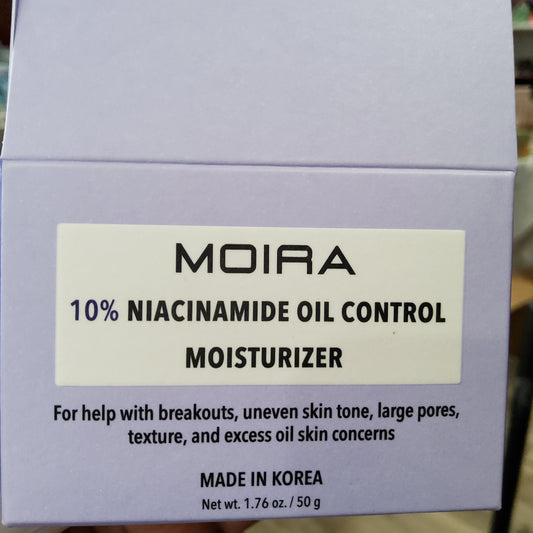 MOIRA
10% NIACINAMIDE OIL CONTROL
MOISTURIZER
For help with breakouts, uneven skin tone, large pores,
texture, and excess oil skin concerns
MADE IN KOREA
Net wt. 1.76 oz. / 50 g